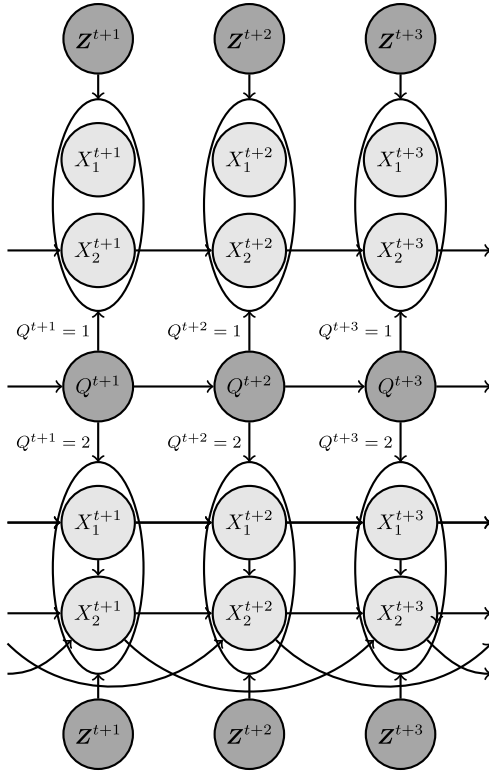 Z^{t+1} Z^{t+2} Z^{t+3}
X_1^{t+1} X_1^{t+2} X_1^{t+3}
X_2^{t+1} X_2^{t+2} X_2^{t+3}
Q^{t+1} = 1 Q^{t+2} = 1 Q^{t+3} = 1
Q^{t+1} Q^{t+2} Q^{t+3}
Q^{t+1} = 2 Q^{t+2} = 2 Q^{t+3} = 2
X_1^{t+1} X_1^{t+2} X_1^{t+3}
X_2^{t+1} X_2^{t+2} X_2^{t+3}
Z^{t+1} Z^{t+2} Z^{t+3}